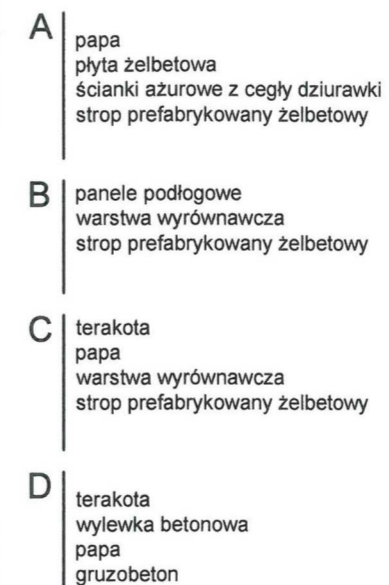 A
papa
płyta żelbetowa
ścianki ażurowe z cegły dziurawki
strop prefabrykowany żelbetowy
B
panele podłogowe
warstwa wyrównawcza
strop prefabrykowany żelbetowy
C
terakota
papa
warstwa wyrównawcza
strop prefabrykowany żelbetowy
D
terakota
wylewka betonowa
papa
gruzobeton